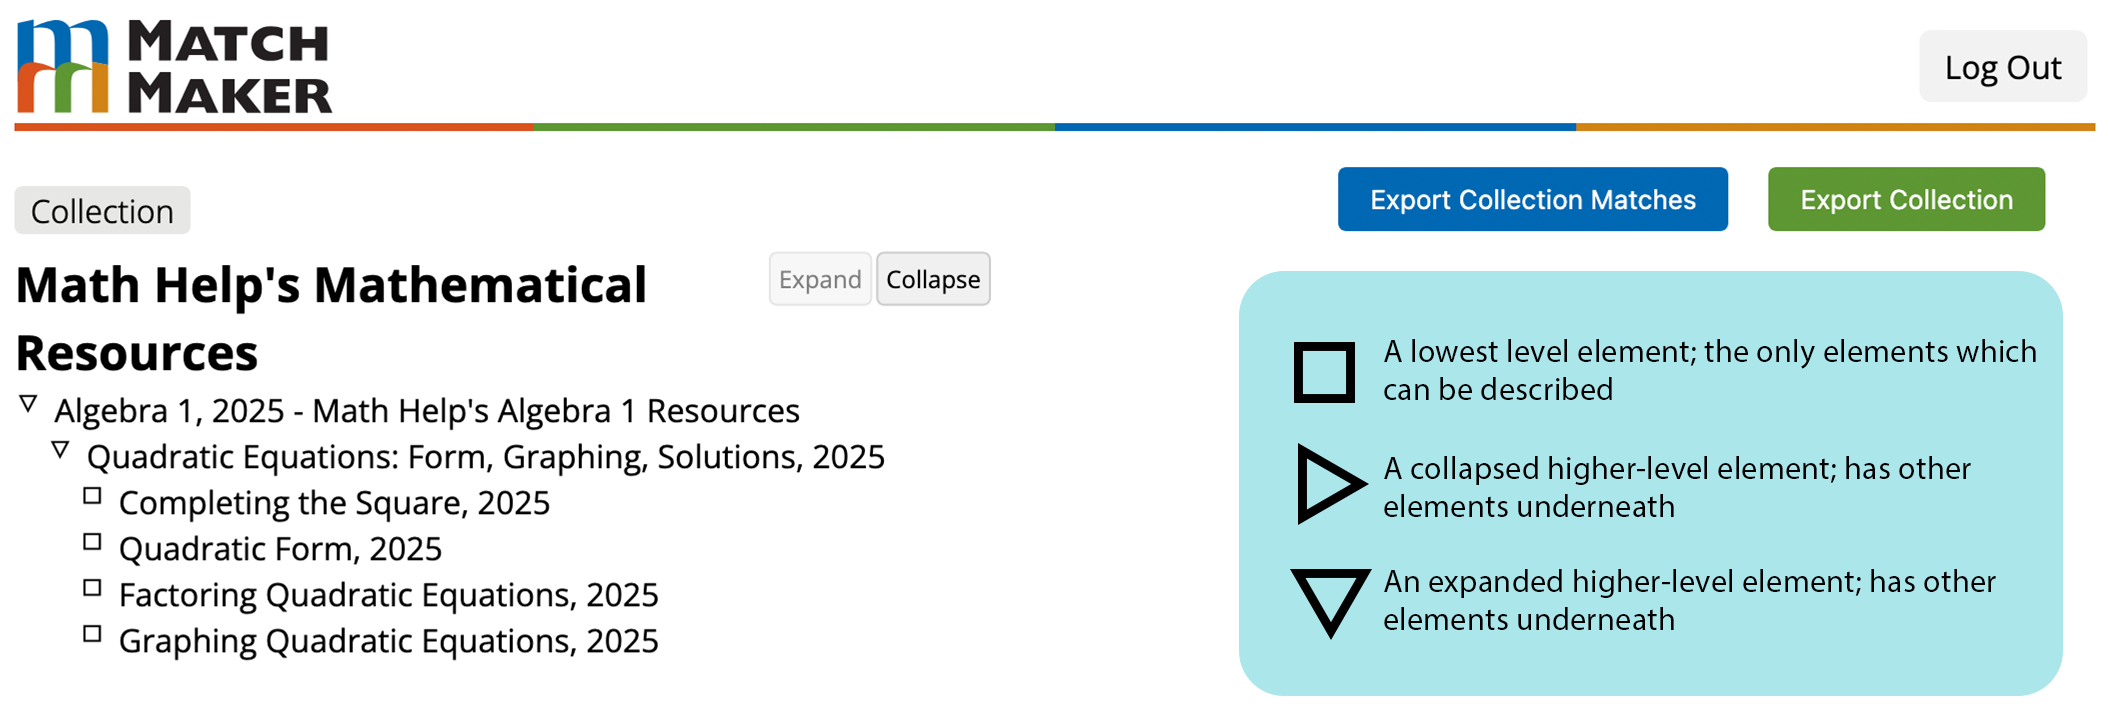 MATCH
MAKER
Log Out
Collection
Export Collection Matches
Export Collection
Math Help's Mathematical
Resources
Expand
Collapse
Algebra 1, 2025 - Math Help's Algebra 1 Resources
Quadratic Equations: Form, Graphing, Solutions, 2025
Completing the Square, 2025
Quadratic Form, 2025
Factoring Quadratic Equations, 2025
Graphing Quadratic Equations, 2025
A lowest level element; the only elements which
can be described
A collapsed higher-level element; has other
elements underneath
An expanded higher-level element; has other
elements underneath